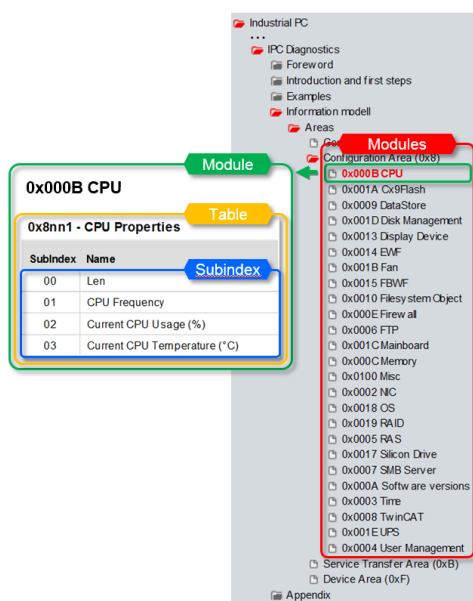 Industrial PC
...
IPC Diagnostics
Foreword
Introduction and first steps
Examples
Information modell
Areas
Modules
Configuration Area (0x8)
0x000B CPU
0x001A Cx9Flash
0x0009 DataStore
0x001D Disk Management
0x0013 Display Device
0x0014 EWF
0x001B Fan
0x0015 FBWF
0x0010 Filesystem Object
0x000E Firewall
0x0006 FTP
0x001C Mainboard
0x000C Memory
0x0100 Misc
0x0002 NIC
0x0018 OS
0x0019 RAID
0x0005 RAS
0x0017 Silicon Drive
0x0007 SMB Server
0x000A Software versions
0x0003 Time
0x0008 TwinCAT
0x001E UPS
0x0004 User Management
Service Transfer Area (0xB)
Device Area (0xF)
Appendix
Module
0x000B CPU
Table
0x8nn1 - CPU Properties
SubIndex Name
Subindex
00 Len
01 CPU Frequency
02 Current CPU Usage (%)
03 Current CPU Temperature (°C)